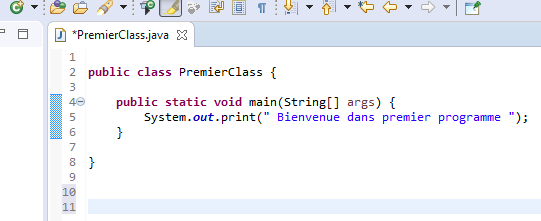 *PremierClass.java
1
2 public class PremierClass {
3
4 public static void main(String[] args) {
5 System.out.print(" Bienvenue dans premier programme ");
6 }
7
8 }
9
10
11